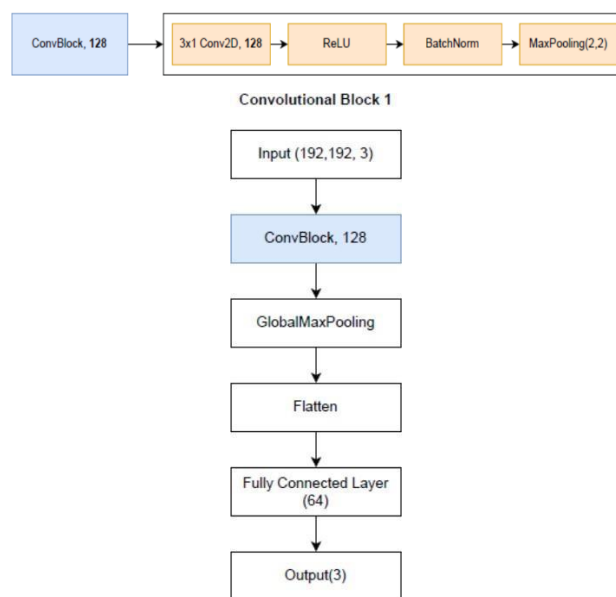 ConvBlock, 128
3x1 Conv2D, 128
ReLU
BatchNorm
MaxPooling(2,2)
Convolutional Block 1
Input (192,192, 3)
ConvBlock, 128
GlobalMaxPooling
Flatten
Fully Connected Layer
(64)
Output(3)